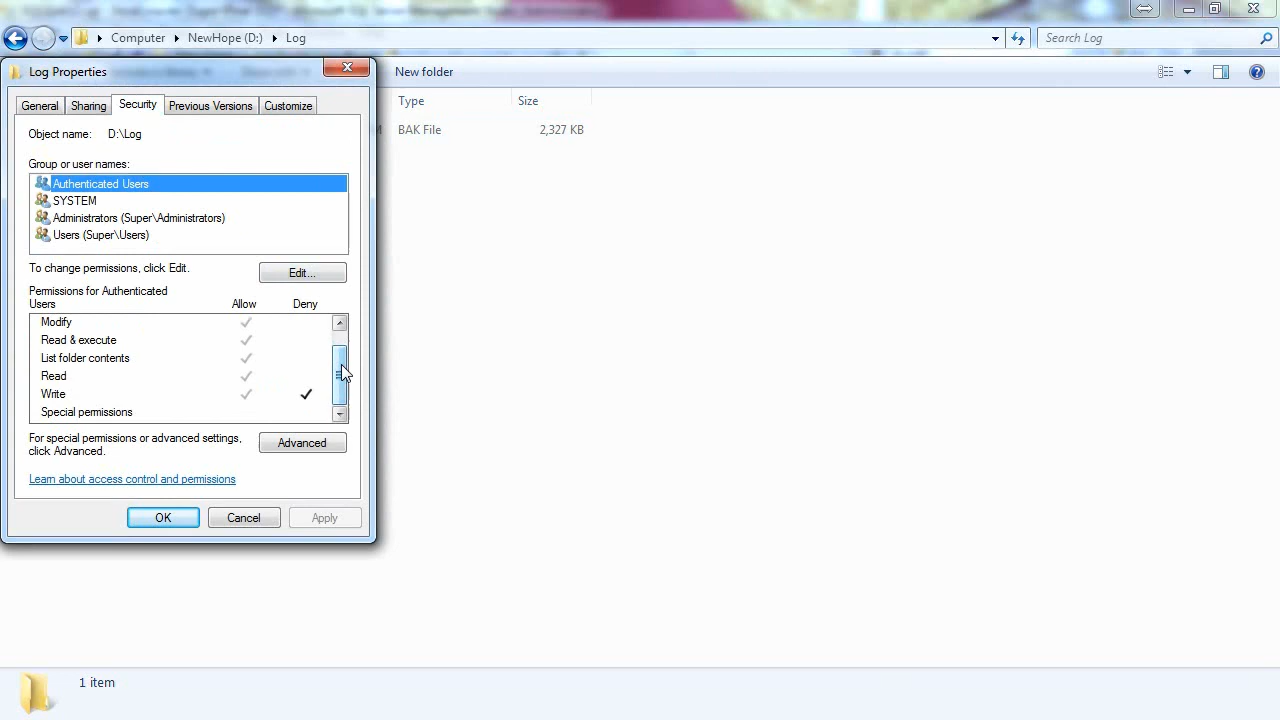 Computer NewHope (D:) Log
Search Log
Log Properties
New folder
General Sharing Security Previous Versions Customize
Type Size
Object name: D:\Log
BAK File 2,327 KB
Group or user names:
Authenticated Users
SYSTEM
Administrators (Super\Administrators)
Users (Super\Users)
To change permissions, click Edit.
Edit...
Permissions for Authenticated
Users Allow Deny
Modify
Read & execute
List folder contents
Read
Write
Special permissions
For special permissions or advanced settings,
click Advanced.
Advanced
Learn about access control and permissions
OK Cancel Apply
1 item